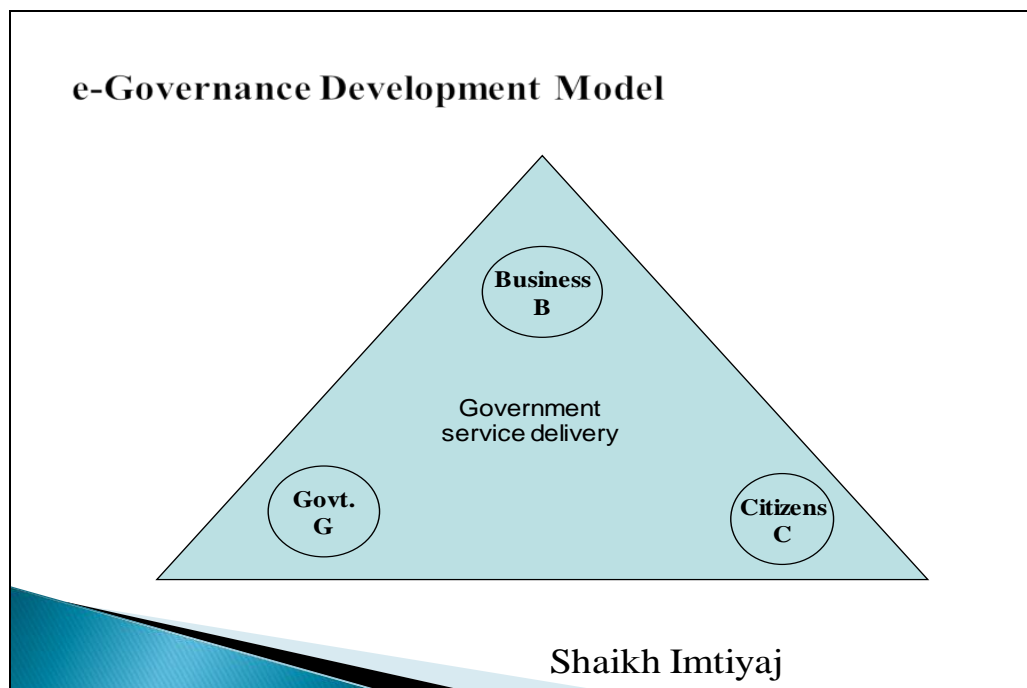 e-Governance Development Model
Business
B
Government
service delivery
Govt.
G
Citizens
C
Shaikh Imtiyaj